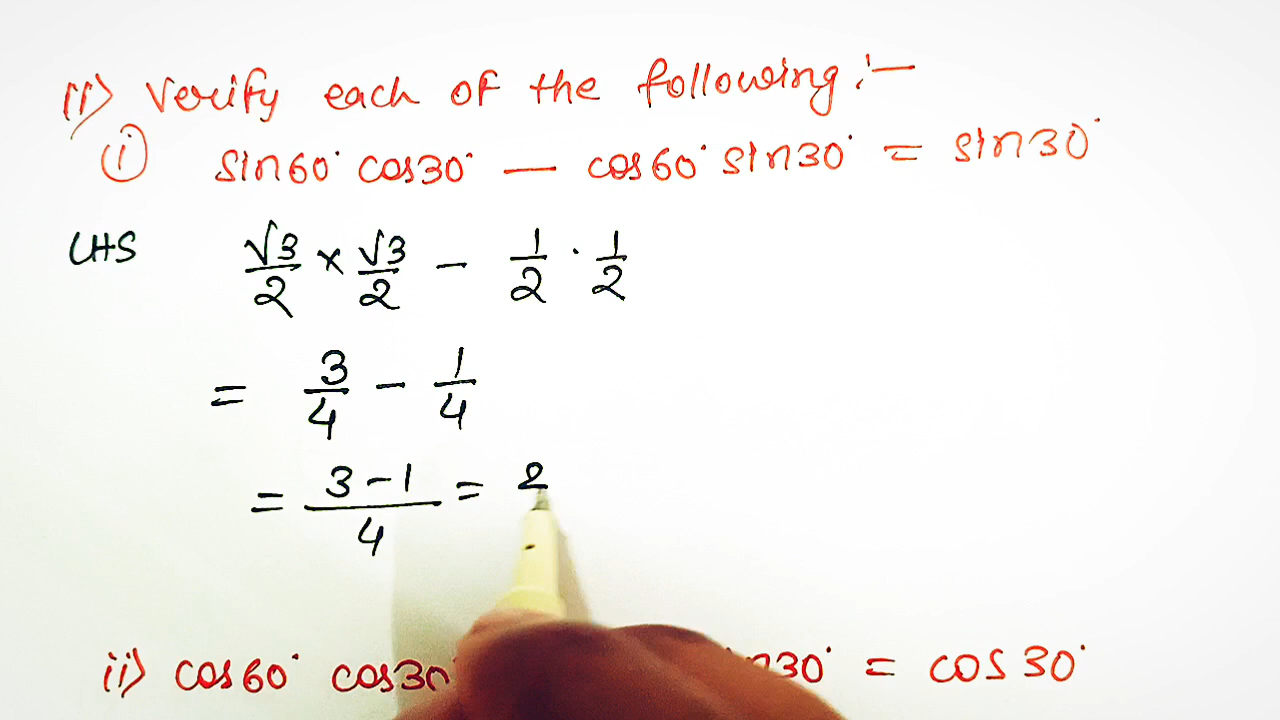 11) Verify each of the following :-
(i) sin60° cos30° — cos60° sin30° = sin30°
LHS √3/2 × √3/2 - 1/2 · 1/2
= 3/4 - 1/4
= 3-1/4 = 2
ii) cos60° cos30 30° = cos30°